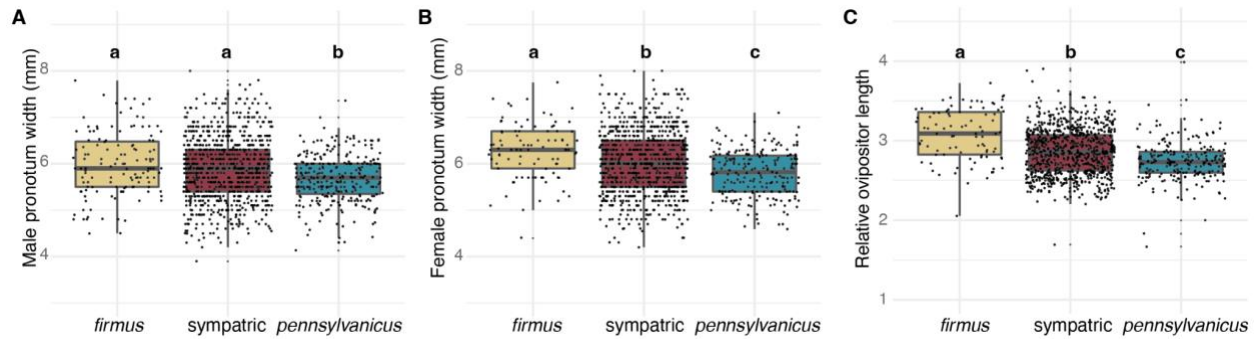 A
Male pronotum width (mm)
8
6
4
a
a
b
firmus
sympatric
pennsylvanicus
B
Female pronotum width (mm)
8
6
4
a
b
c
firmus
sympatric
pennsylvanicus
C
Relative ovipositor length
4
3
2
1
a
b
c
firmus
sympatric
pennsylvanicus